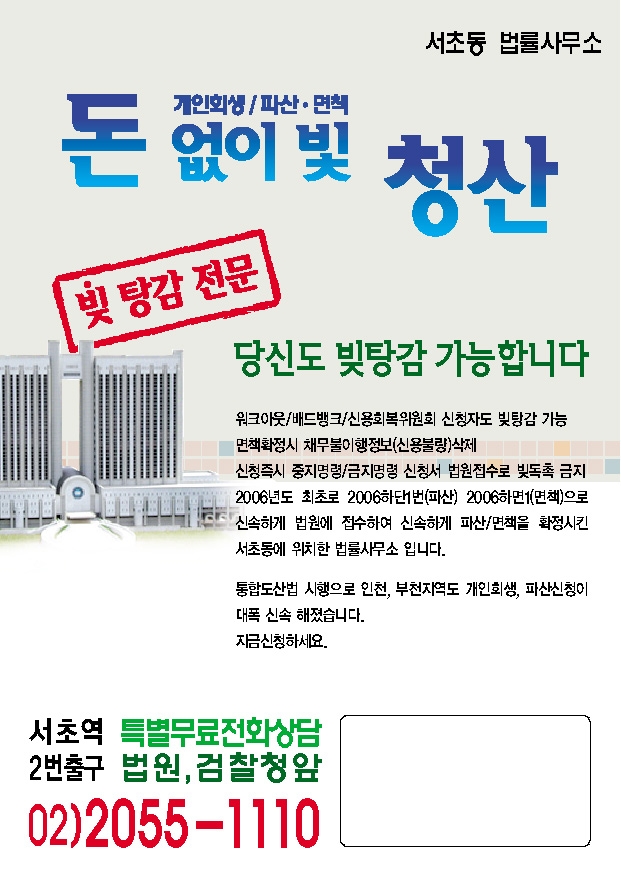 서초동 법률사무소
개인회생 / 파산 · 면책
돈 없이 빚 청산
빚 탕감 전문
당신도 빚탕감 가능합니다
워크아웃/배드뱅크/신용회복위원회 신청자도 빚탕감 가능
면책확정시 채무불이행정보(신용불량)삭제
신청즉시 중지명령/금지명령 신청서 법원접수로 빚독촉 금지
2006년도 최초로 2006하단1번(파산) 2006하면1(면책)으로
신속하게 법원에 접수하여 신속하게 파산/면책을 확정시킨
서초동에 위치한 법률사무소 입니다.
통합도산법 시행으로 인천, 부천지역도 개인회생, 파산신청이
대폭 신속 해졌습니다.
지금신청하세요.
서초역 특별무료전화상담
2번출구 법원,검찰청앞
02)2055-1110